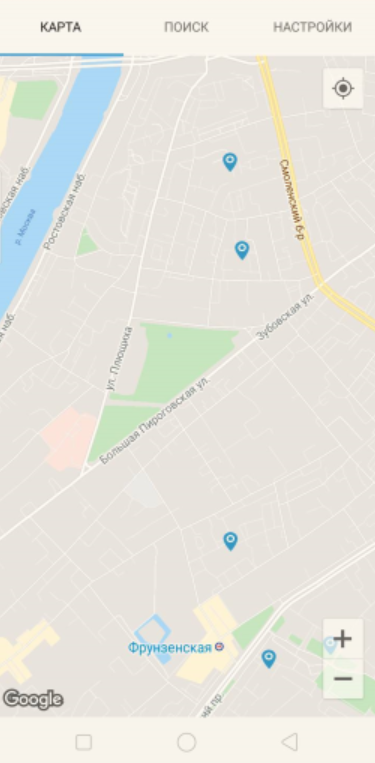 КАРТА
ПОИСК
НАСТРОЙКИ
Смоленский б-р
Ростовская наб.
р. Москва
ул. Плющиха
Зубовская ул.
Большая Пироговская ул.
Фрунзенская
Google